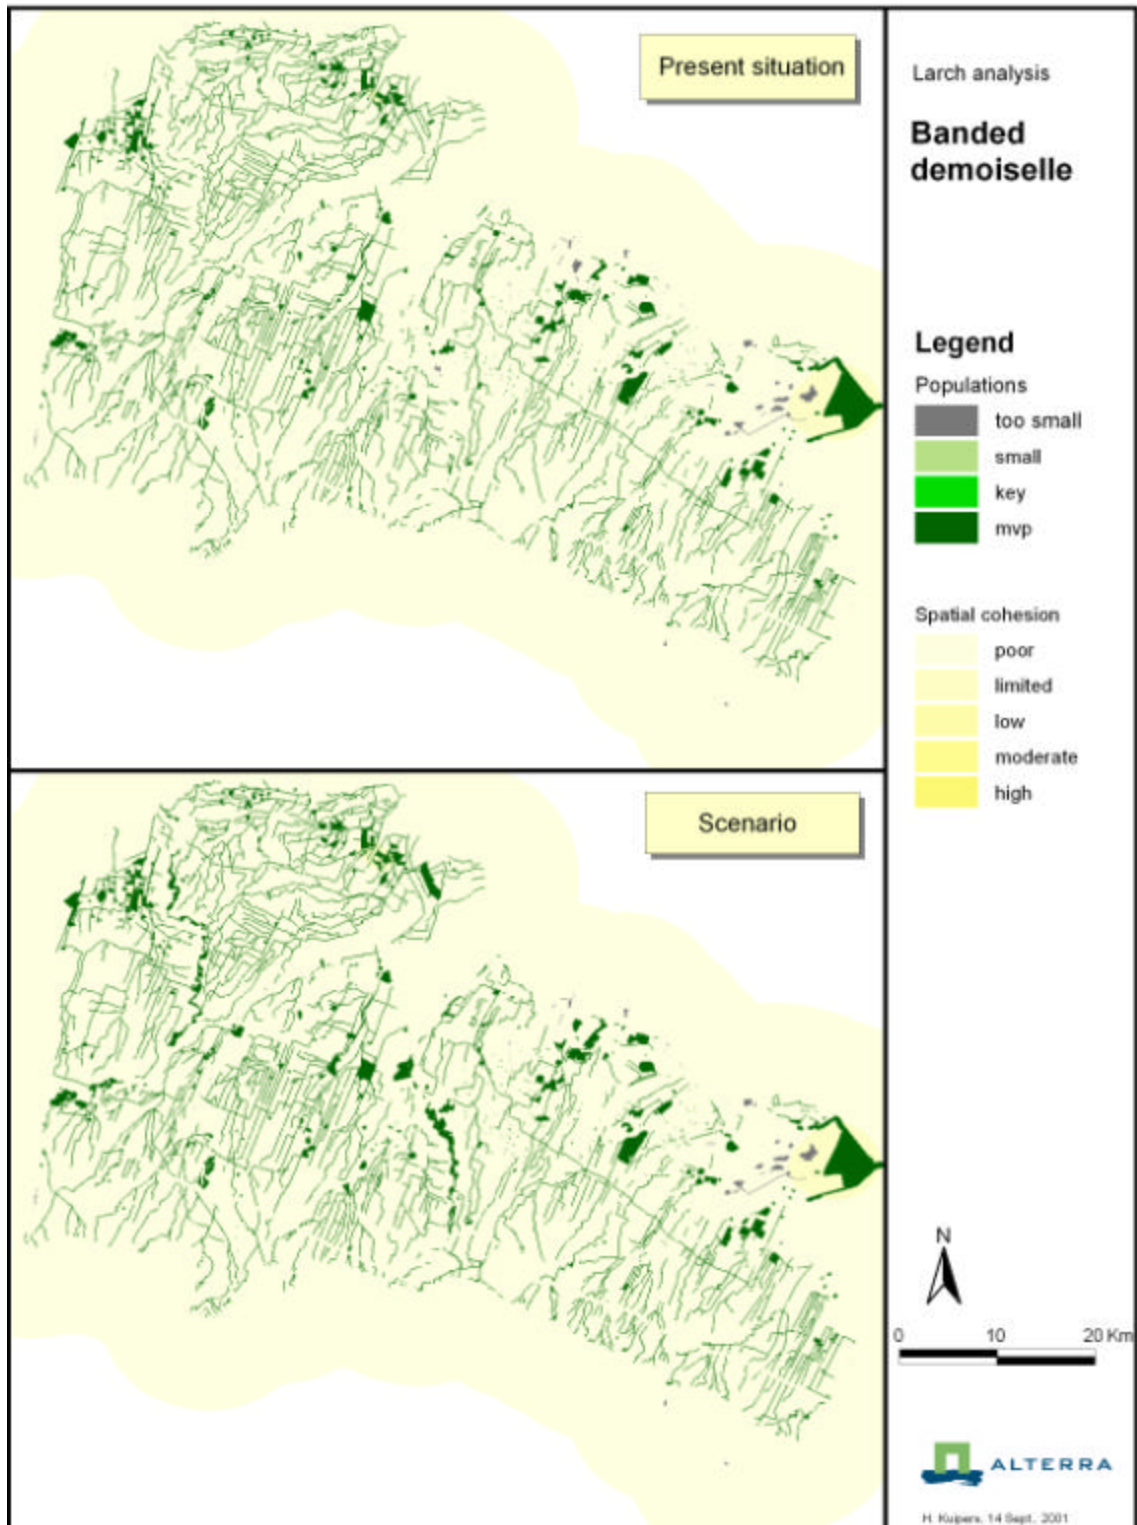 Present situation
Larch analysis
Banded
demoiselle
Legend
Populations
too small
small
key
mvp
Spatial cohesion
poor
limited
low
moderate
high
Scenario
N
0 10 20 Km
ALTERRA
H. Kuipers, 14 Sept., 2001